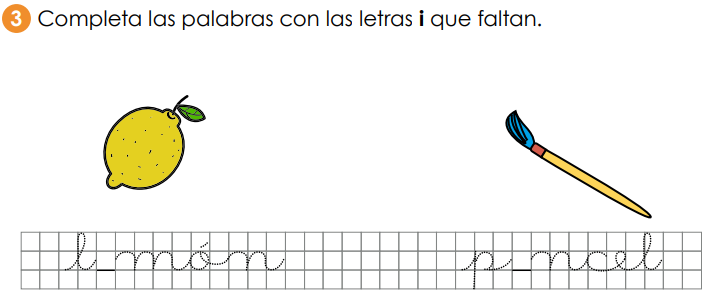 3 Completa las palabras con las letras i que faltan.
l_món p_ncel